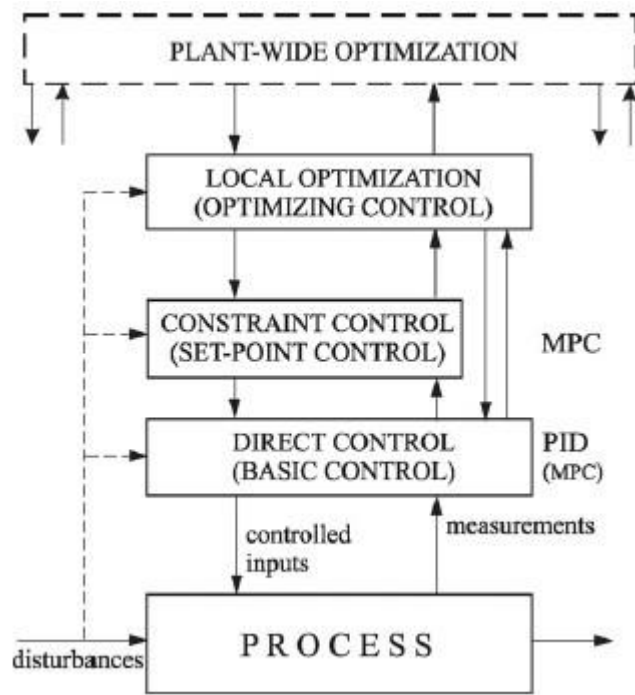 PLANT-WIDE OPTIMIZATION
LOCAL OPTIMIZATION
(OPTIMIZING CONTROL)
CONSTRAINT CONTROL
(SET-POINT CONTROL)
MPC
DIRECT CONTROL
(BASIC CONTROL)
PID
(MPC)
controlled
inputs
measurements
PROCESS
disturbances